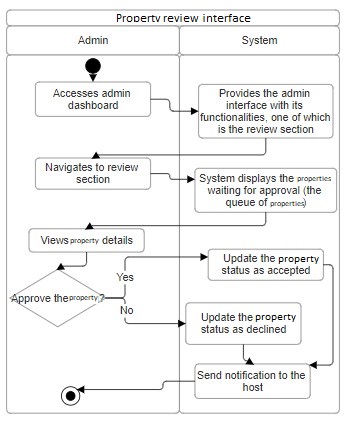 Property review interface
Admin
System
Accesses admin
dashboard
Provides the admin
interface with its
functionalities, one of which
is the review section
Navigates to review
section
System displays the properties
waiting for approval (the
queue of properties)
Views property details
Update the property
status as accepted
Yes
Approve the property?
No
Update the property
status as declined
Send notification to the
host